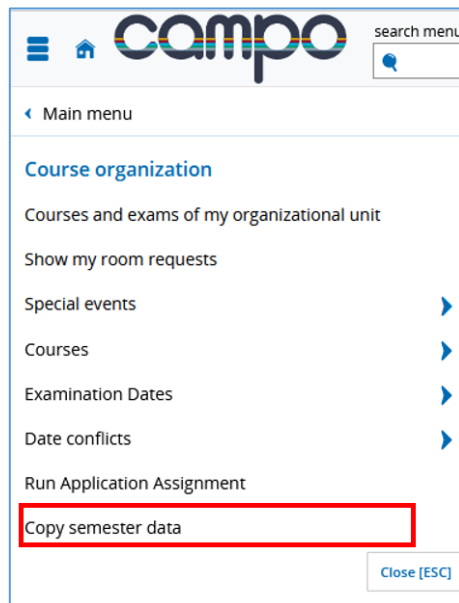 campo
search menu
Main menu
Course organization
Courses and exams of my organizational unit
Show my room requests
Special events
Courses
Examination Dates
Date conflicts
Run Application Assignment
Copy semester data
Close [ESC]